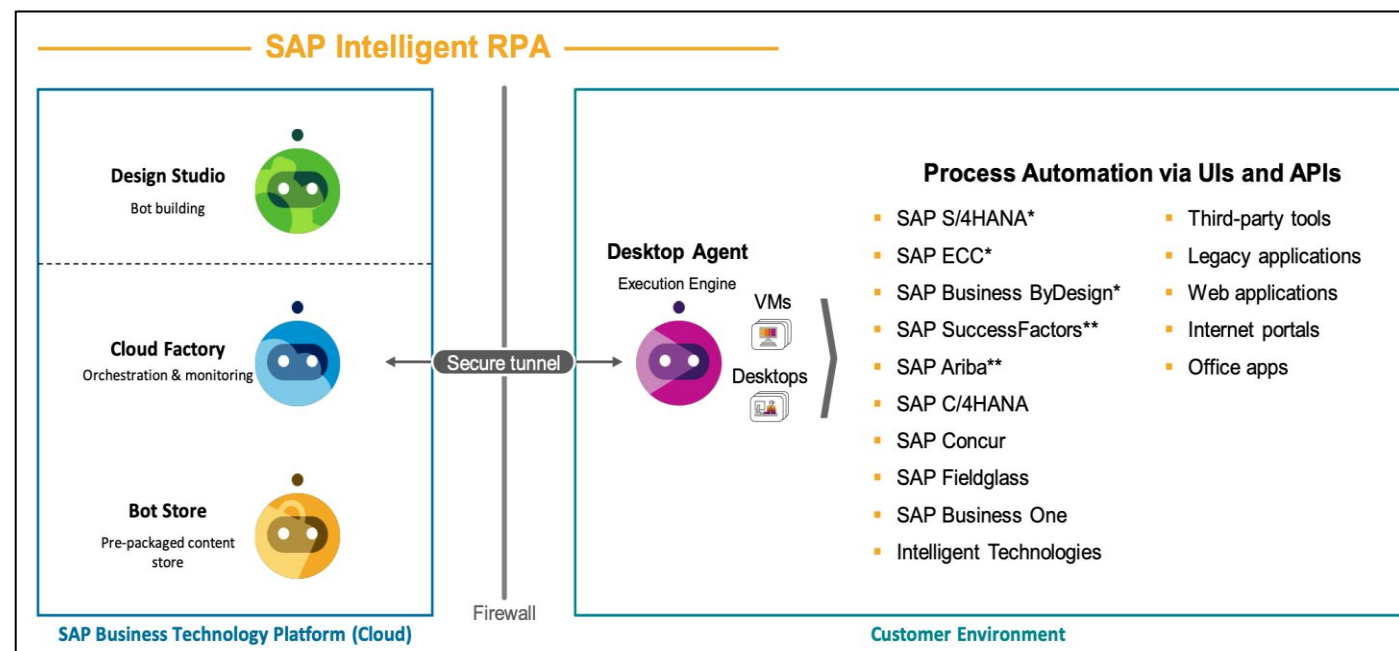 SAP Intelligent RPA
Design Studio
Bot building
Cloud Factory
Orchestration & monitoring
Bot Store
Pre-packaged content
store
SAP Business Technology Platform (Cloud)
Secure tunnel
Firewall
Desktop Agent
Execution Engine
VMs
Desktops
Process Automation via UIs and APIs
SAP S/4HANA*
SAP ECC*
SAP Business ByDesign*
SAP SuccessFactors**
SAP Ariba**
SAP C/4HANA
SAP Concur
SAP Fieldglass
SAP Business One
Intelligent Technologies
Third-party tools
Legacy applications
Web applications
Internet portals
Office apps
Customer Environment